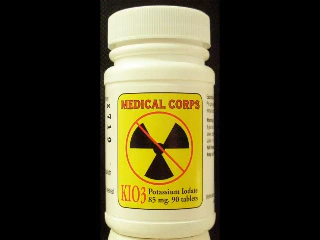 MEDICAL CORPS
KIO3 Potassium Iodate
85 mg. 90 tablets